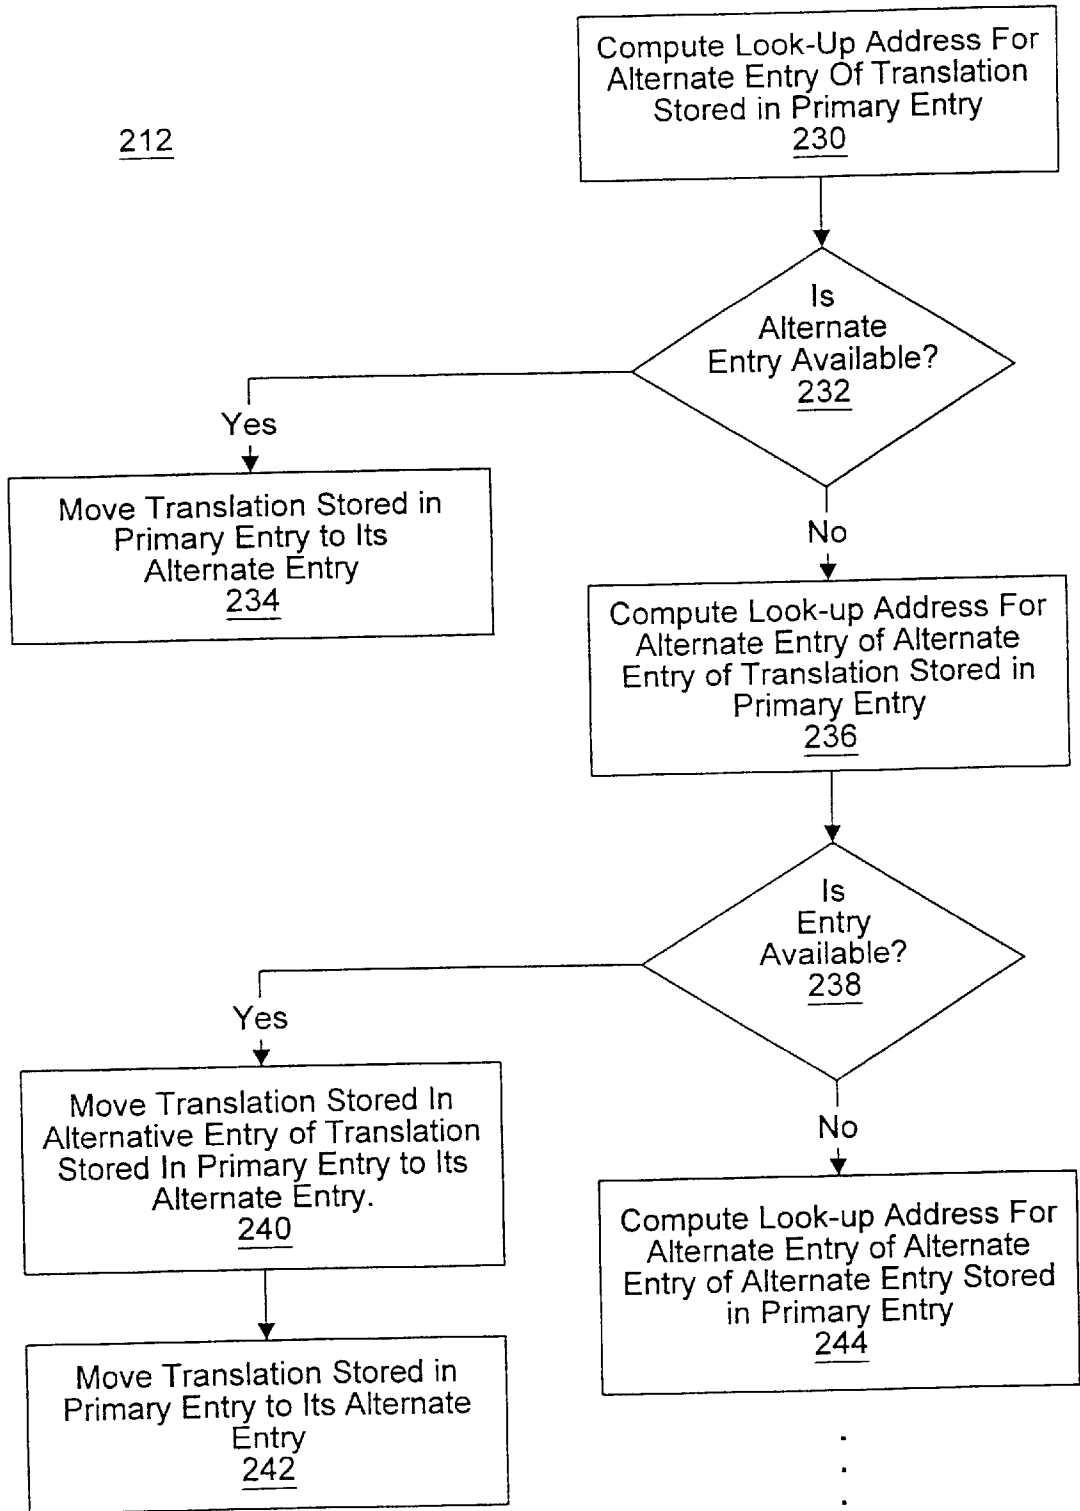 Compute Look-Up Address For
Alternate Entry Of Translation
Stored in Primary Entry
230
212
Is
Alternate
Entry Available?
232
Yes
Move Translation Stored in
Primary Entry to Its
Alternate Entry
234
No
Compute Look-up Address For
Alternate Entry of Alternate
Entry of Translation Stored in
Primary Entry
236
Is
Entry
Available?
238
Yes
Move Translation Stored In
Alternative Entry of Translation
Stored In Primary Entry to Its
Alternate Entry.
240
No
Compute Look-up Address For
Alternate Entry of Alternate
Entry of Alternate Entry Stored
in Primary Entry
244
Move Translation Stored in
Primary Entry to Its Alternate
Entry
242
.
.
.